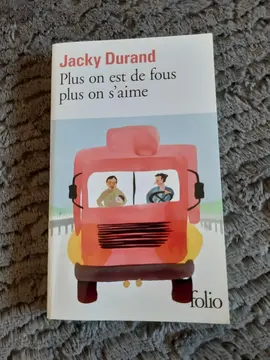 Jacky Durand
Plus on est de fous
plus on s'aime
folio